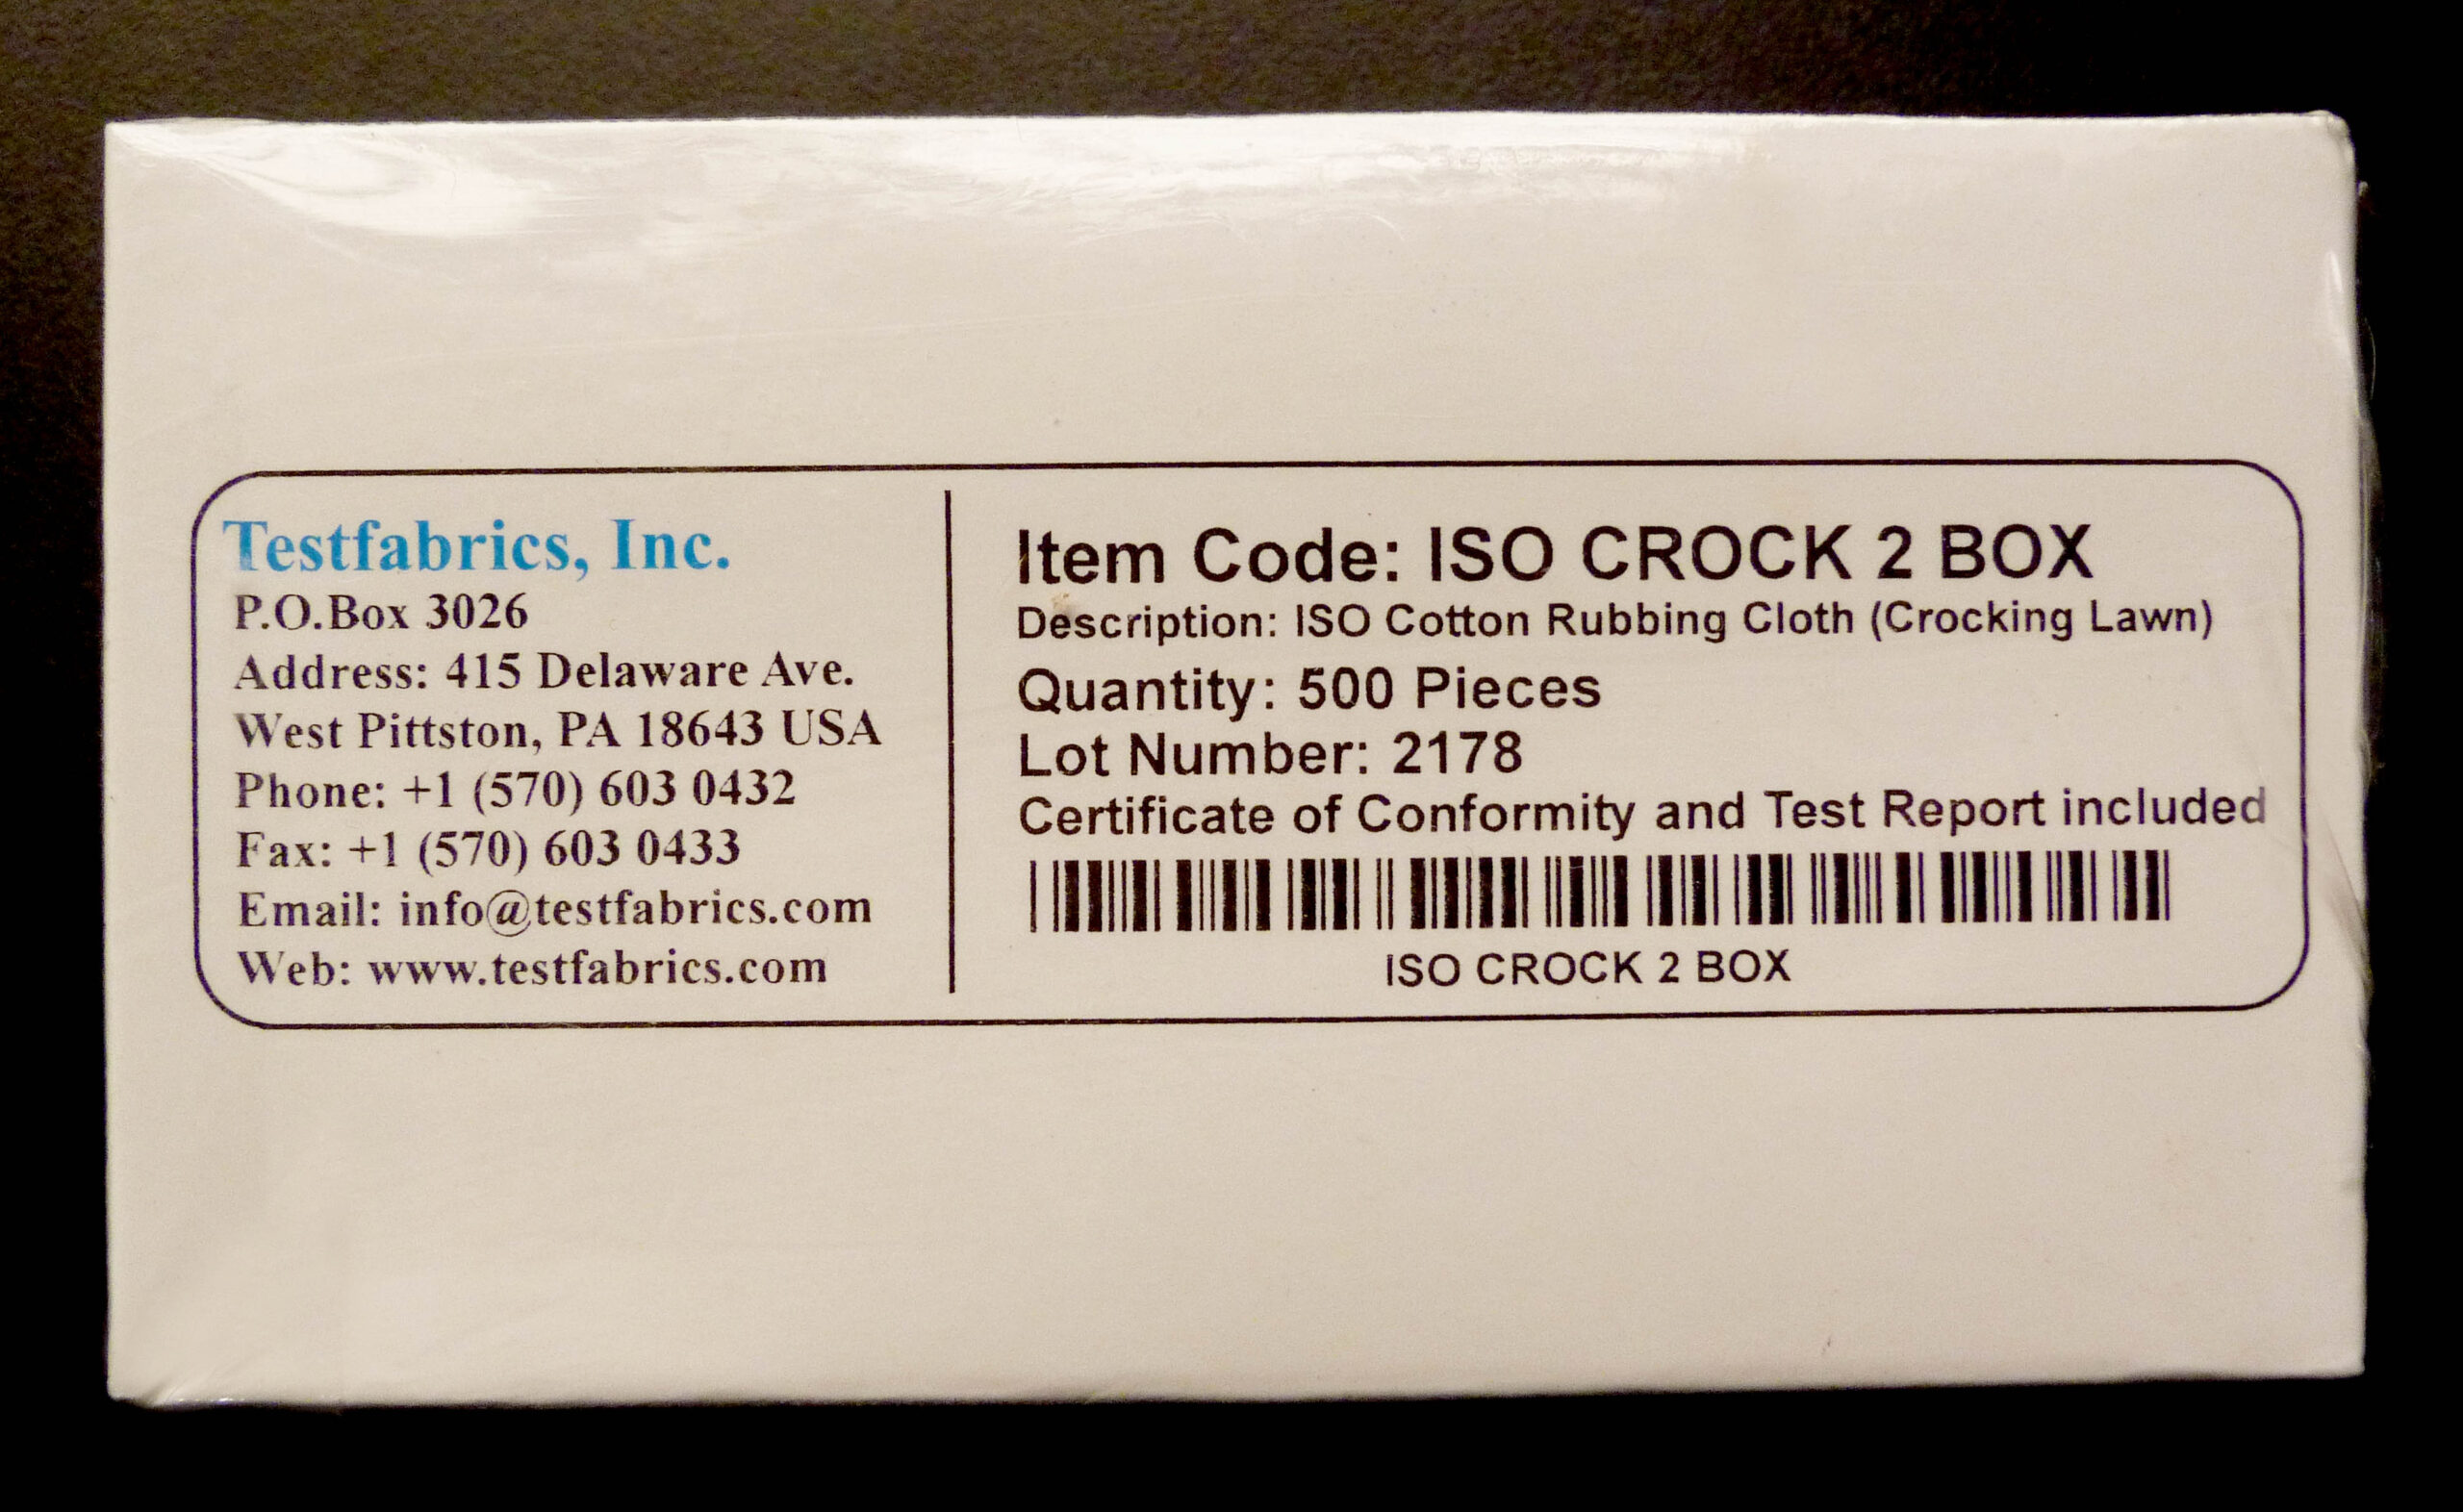 Testfabrics, Inc.
P.O.Box 3026
Address: 415 Delaware Ave.
West Pittston, PA 18643 USA
Phone: +1 (570) 603 0432
Fax: +1 (570) 603 0433
Email: info@testfabrics.com
Web: www.testfabrics.com
Item Code: ISO CROCK 2 BOX
Description: ISO Cotton Rubbing Cloth (Crocking Lawn)
Quantity: 500 Pieces
Lot Number: 2178
Certificate of Conformity and Test Report included
ISO CROCK 2 BOX